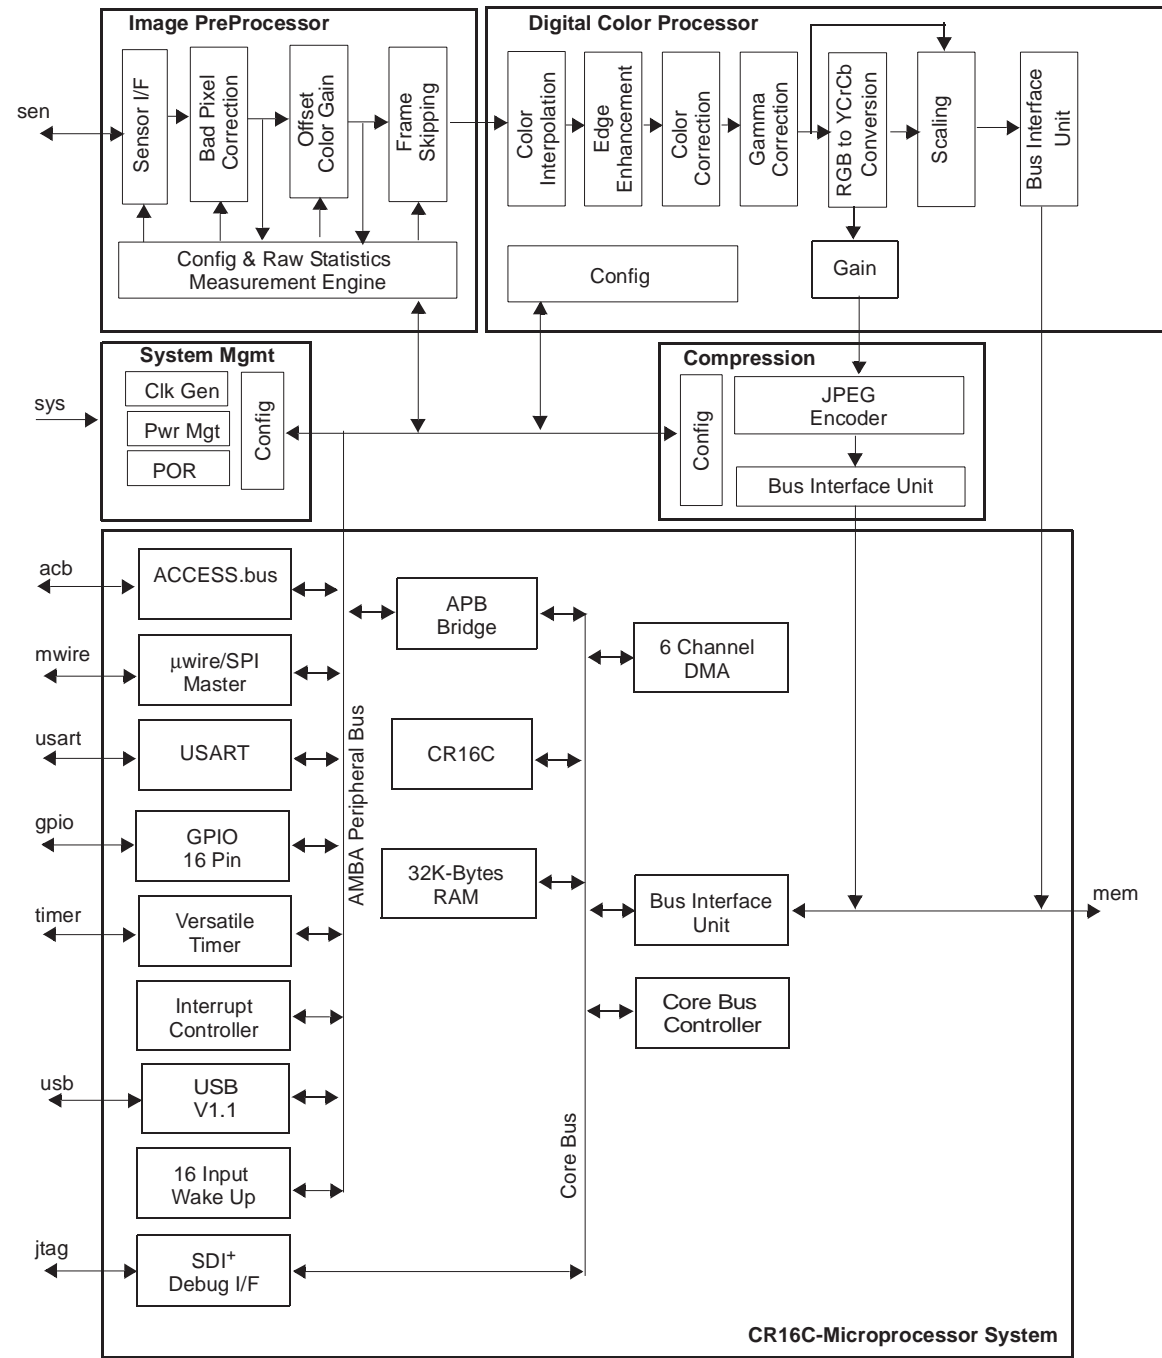 Image PreProcessor
Digital Color Processor
sen
Sensor I/F
Bad Pixel
Correction
Offset
Color Gain
Frame
Skipping
Color
Interpolation
Edge
Enhancement
Color
Correction
Gamma
Correction
RGB to YCrCb
Conversion
Scaling
Bus Interface
Unit
Config & Raw Statistics
Measurement Engine
Config
Gain
System Mgmt
sys
Clk Gen
Pwr Mgt
POR
Config
Compression
Config
JPEG
Encoder
Bus Interface Unit
acb
ACCESS.bus
APB
Bridge
6 Channel
DMA
mwire
μwire/SPI
Master
usart
USART
CR16C
AMBA Peripheral Bus
gpio
GPIO
16 Pin
32K-Bytes
RAM
timer
Versatile
Timer
Bus Interface
Unit
mem
Interrupt
Controller
Core Bus
Controller
usb
USB
V1.1
Core Bus
16 Input
Wake Up
jtag
SDI+
Debug I/F
CR16C-Microprocessor System